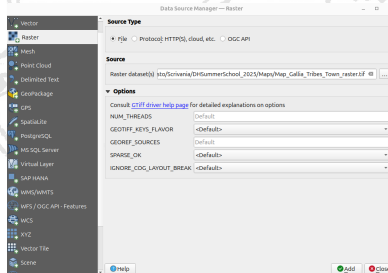 Data Source Manager — Raster
Vector
Raster
Mesh
Point Cloud
Delimited Text
GeoPackage
GPS
SpatiaLite
PostgreSQL
MS SQL Server
Virtual Layer
SAP HANA
WMS/WMTS
WFS / OGC API - Features
WCS
XYZ
Vector Tile
Scene
Source Type
File Protocol: HTTP(S), cloud, etc. OGC API
Source
Raster dataset(s) sto/Scrivania/DHSummerSchool_2025/Maps/Map_Gallia_Tribes_Town_raster.tif ...
Options
Consult GTiff driver help page for detailed explanations on options
NUM_THREADS Default
GEOTIFF_KEYS_FLAVOR <Default>
GEOREF_SOURCES Default
SPARSE_OK <Default>
IGNORE_COG_LAYOUT_BREAK <Default>
Help Add Close